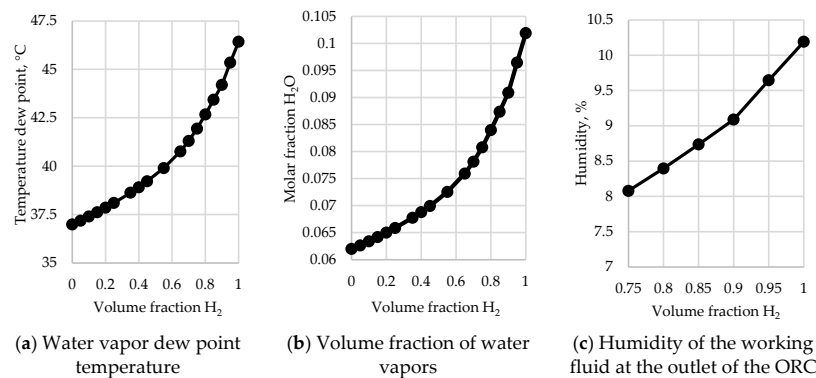 47.5
45
42.5
40
37.5
35
Temperature dew point, °C
0 0.2 0.4 0.6 0.8 1
Volume fraction H₂
(a) Water vapor dew point
temperature
0.105
0.1
0.095
0.09
0.085
0.08
0.075
0.07
0.065
0.06
Molar fraction H₂O
0 0.2 0.4 0.6 0.8 1
Volume fraction H₂
(b) Volume fraction of water
vapors
10.5
10
9.5
9
8.5
8
7.5
7
Humidity, %
0.75 0.8 0.85 0.9 0.95 1
Volume fraction H₂
(c) Humidity of the working
fluid at the outlet of the ORC